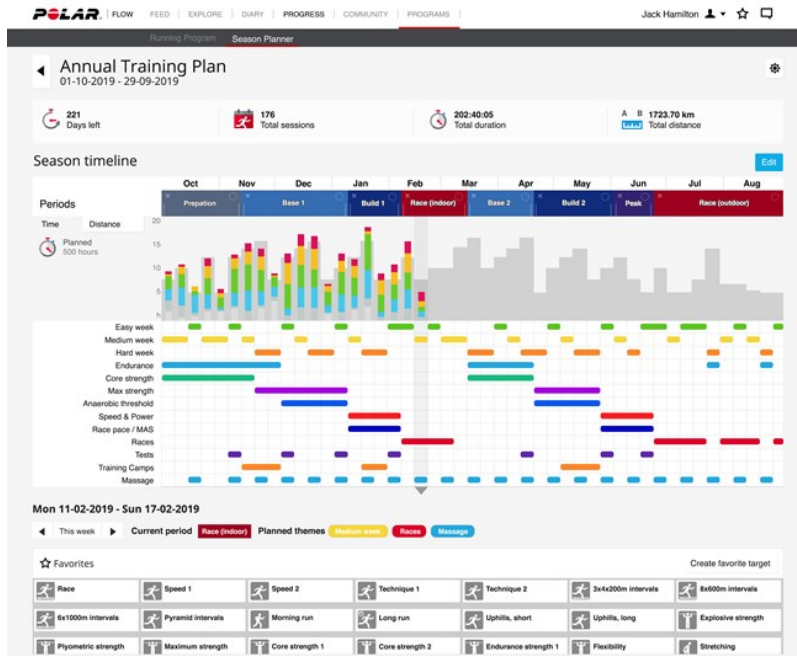 POLAR. FLOW FEED EXPLORE DIARY PROGRESS COMMUNITY PROGRAMS Jack Hamilton
Running Program Season Planner
Annual Training Plan
01-10-2019 - 29-09-2019
221 176 202:40:05 A B 1723.70 km
Days left Total sessions Total duration Total distance
Season timeline Edit
Oct Nov Dec Jan Feb Mar Apr May Jun Jul Aug
Periods Prepation Base 1 Build 1 Race (indoor) Base 2 Build 2 Peak Race (outdoor)
Time Distance 20
Planned 15
500 hours
10
5
h
Easy week
Medium week
Hard week
Endurance
Core strength
Max strength
Anaerobic threshold
Speed & Power
Race pace / MAS
Races
Tests
Training Camps
Massage
Mon 11-02-2019 - Sun 17-02-2019
This week Current period Race (Indoor) Planned themes Medium week Races Massage
Favorites Create favorite target
Race Speed 1 Speed 2 Technique 1 Technique 2 3x4x200m intervals 8x600m intervals
6x1000m intervals Pyramid intervals Morning run Long run Uphills, short Uphills, long Explosive strength
Plyometric strength Maximum strength Core strength 1 Core strength 2 Endurance strength 1 Flexibility Stretching